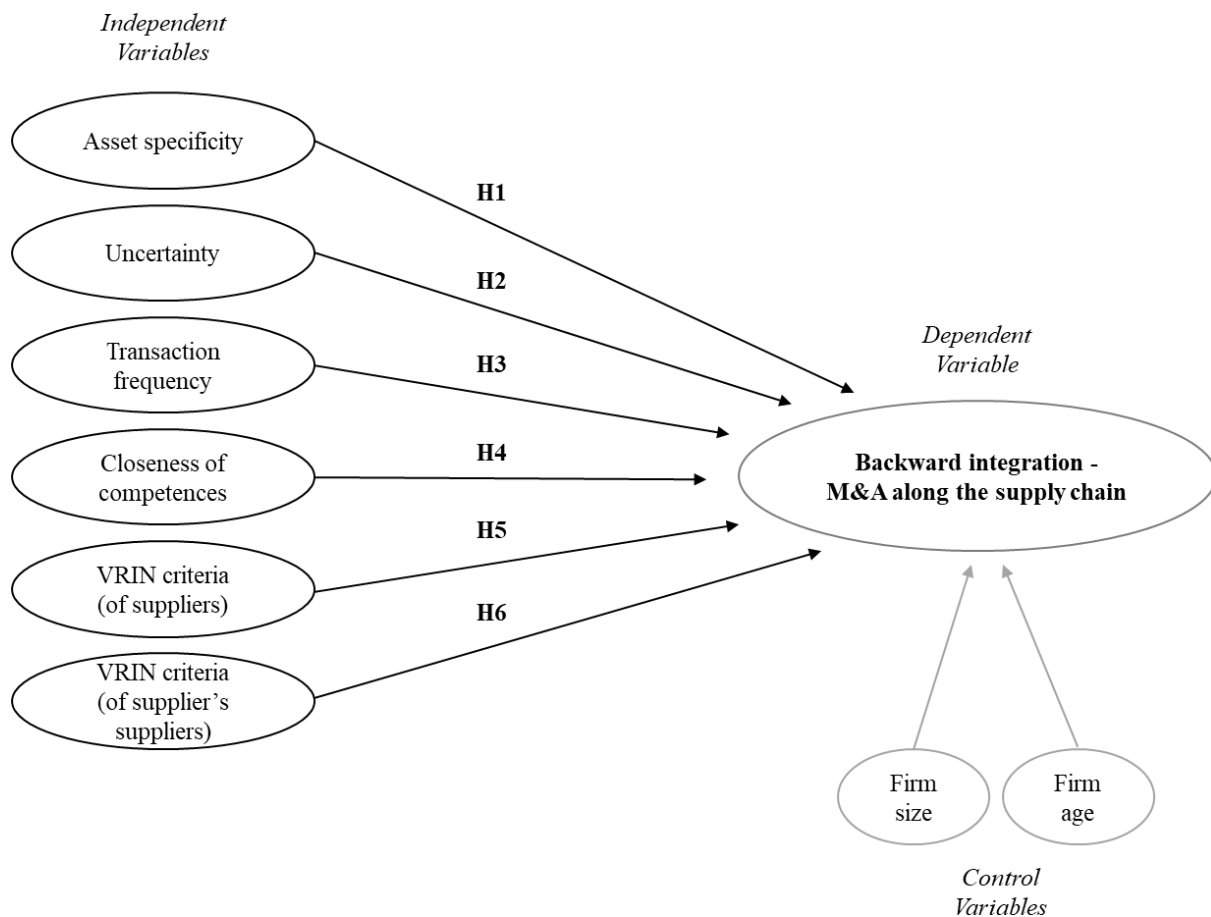 Independent
Variables
Asset specificity
H1
Uncertainty
H2
Transaction
frequency
H3
Closeness of
competences
H4
VRIN criteria
(of suppliers)
H5
VRIN criteria
(of supplier’s
suppliers)
H6
Dependent
Variable
Backward integration -
M&A along the supply chain
Firm
size
Firm
age
Control
Variables